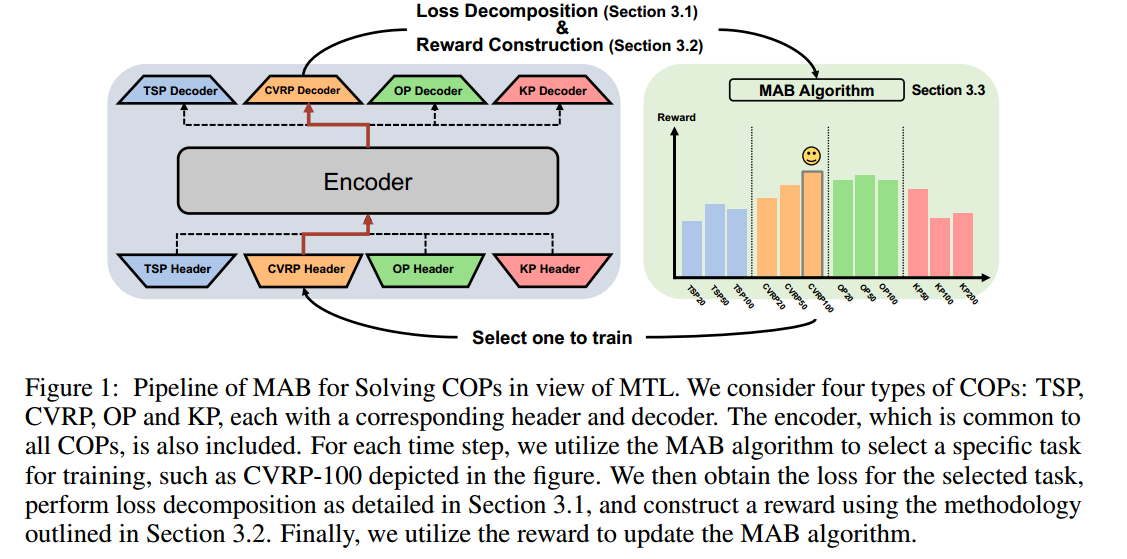 Loss Decomposition (Section 3.1)
&
Reward Construction (Section 3.2)
TSP Decoder
CVRP Decoder
OP Decoder
KP Decoder
Encoder
TSP Header
CVRP Header
OP Header
KP Header
MAB Algorithm
Section 3.3
Reward
TSP20
TSP50
TSP100
CVRP20
CVRP50
CVRP100
OP20
OP50
OP100
KP50
KP100
KP200
Select one to train
Figure 1: Pipeline of MAB for Solving COPs in view of MTL. We consider four types of COPs: TSP,
CVRP, OP and KP, each with a corresponding header and decoder. The encoder, which is common to
all COPs, is also included. For each time step, we utilize the MAB algorithm to select a specific task
for training, such as CVRP-100 depicted in the figure. We then obtain the loss for the selected task,
perform loss decomposition as detailed in Section 3.1, and construct a reward using the methodology
outlined in Section 3.2. Finally, we utilize the reward to update the MAB algorithm.